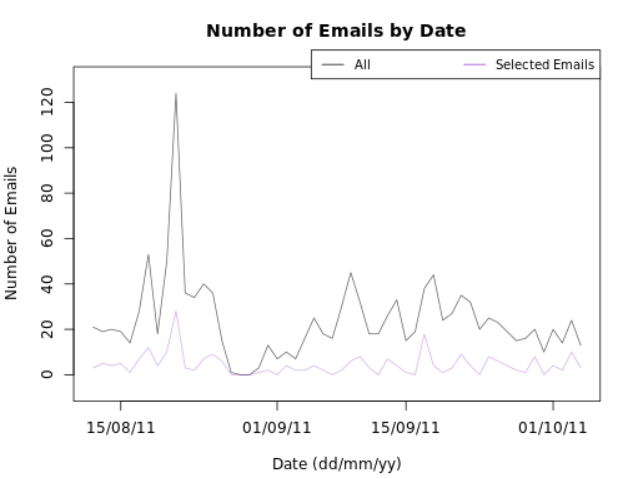 Number of Emails by Date
All
Selected Emails
Number of Emails
120
100
80
60
40
20
0
15/08/11
01/09/11
15/09/11
01/10/11
Date (dd/mm/yy)